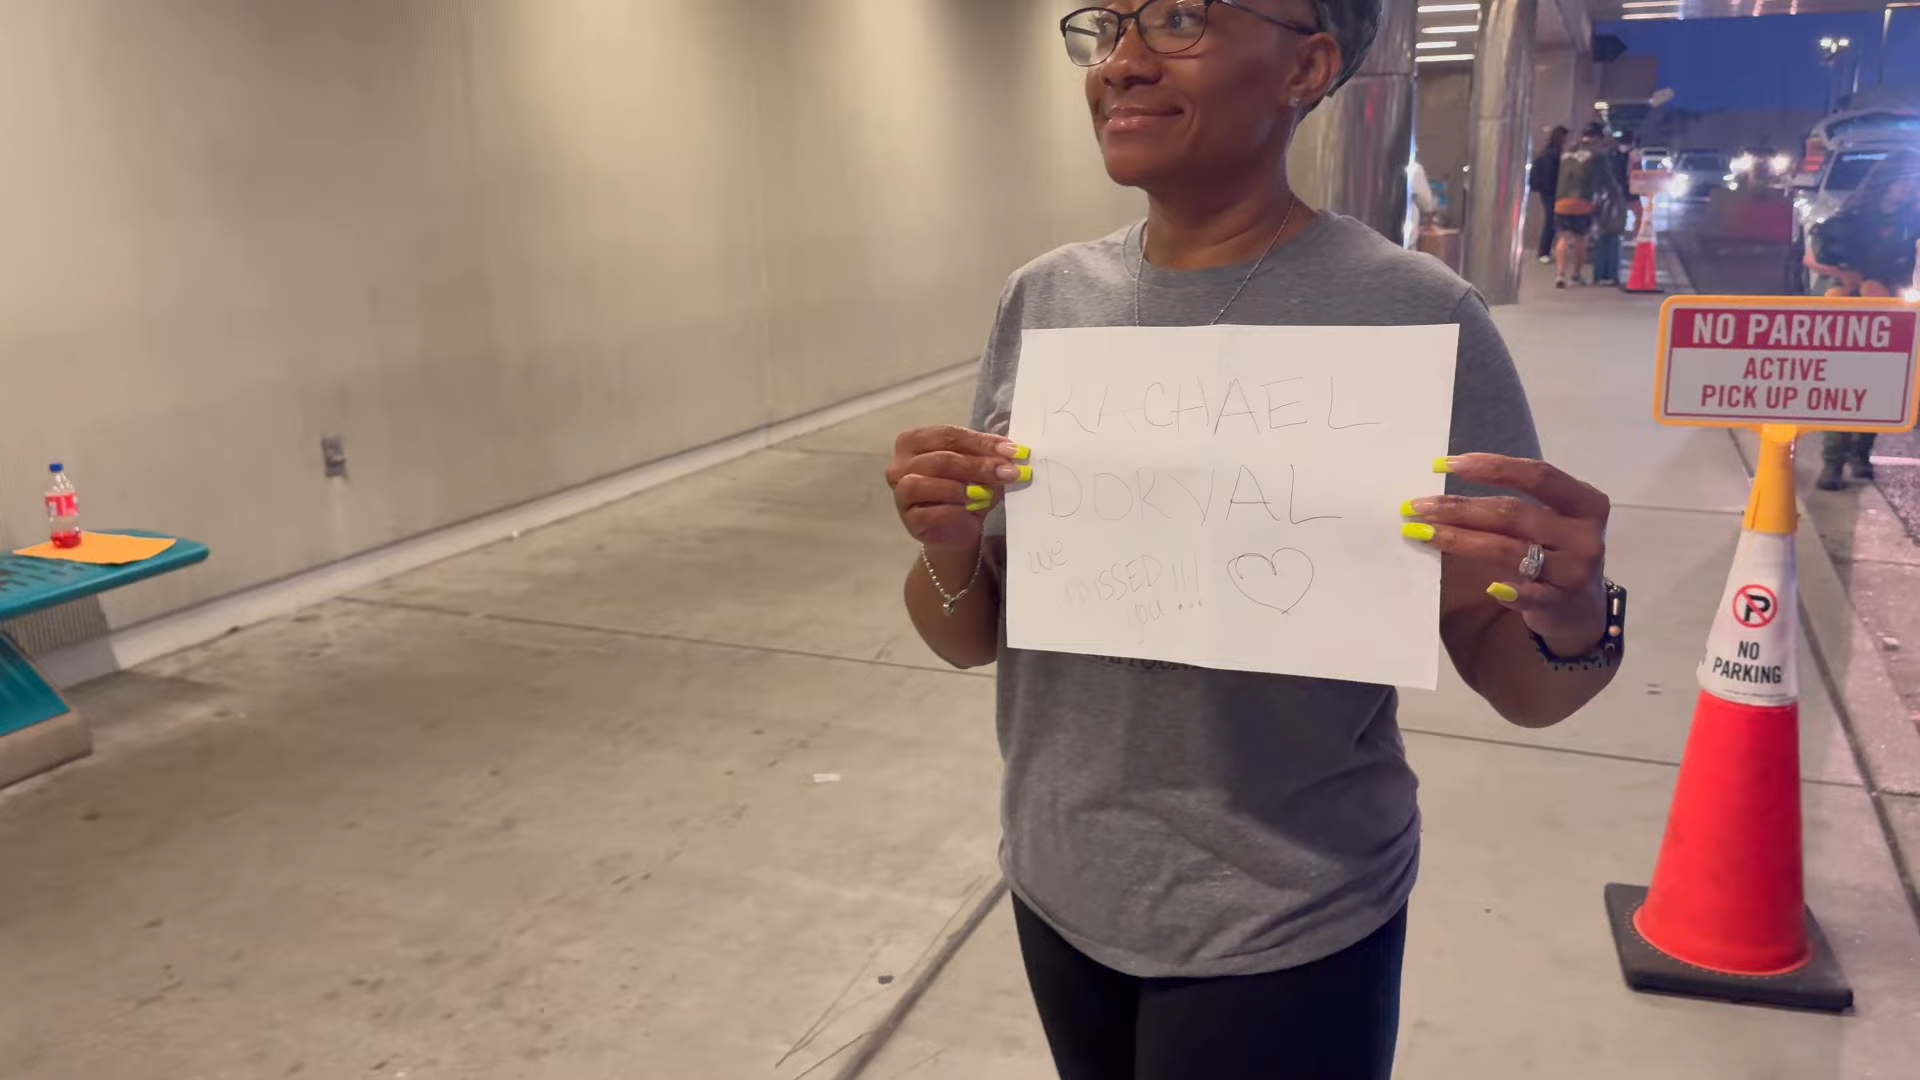 RACHAEL
DORVAL
we
MISSED!!!
you...
NO PARKING
ACTIVE
PICK UP ONLY
NO
PARKING